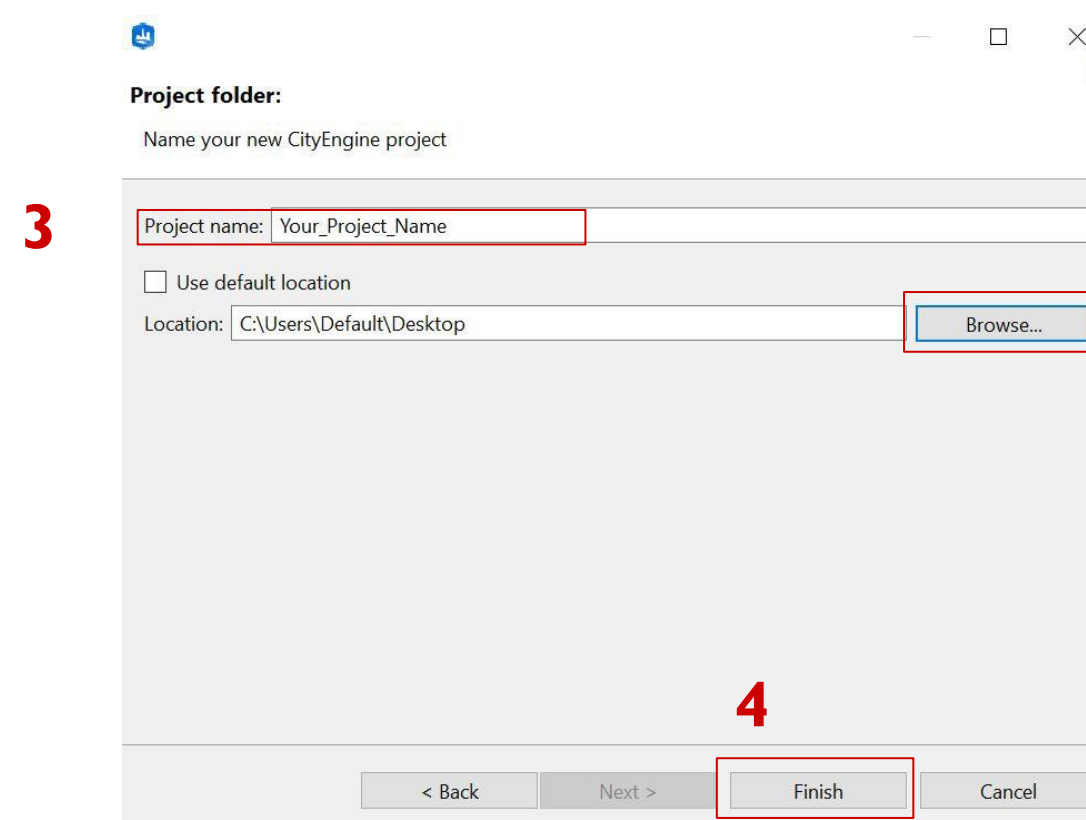 Project folder:
Name your new CityEngine project
3
Project name: Your_Project_Name
Use default location
Location: C:\Users\Default\Desktop Browse...
4
< Back Next > Finish Cancel